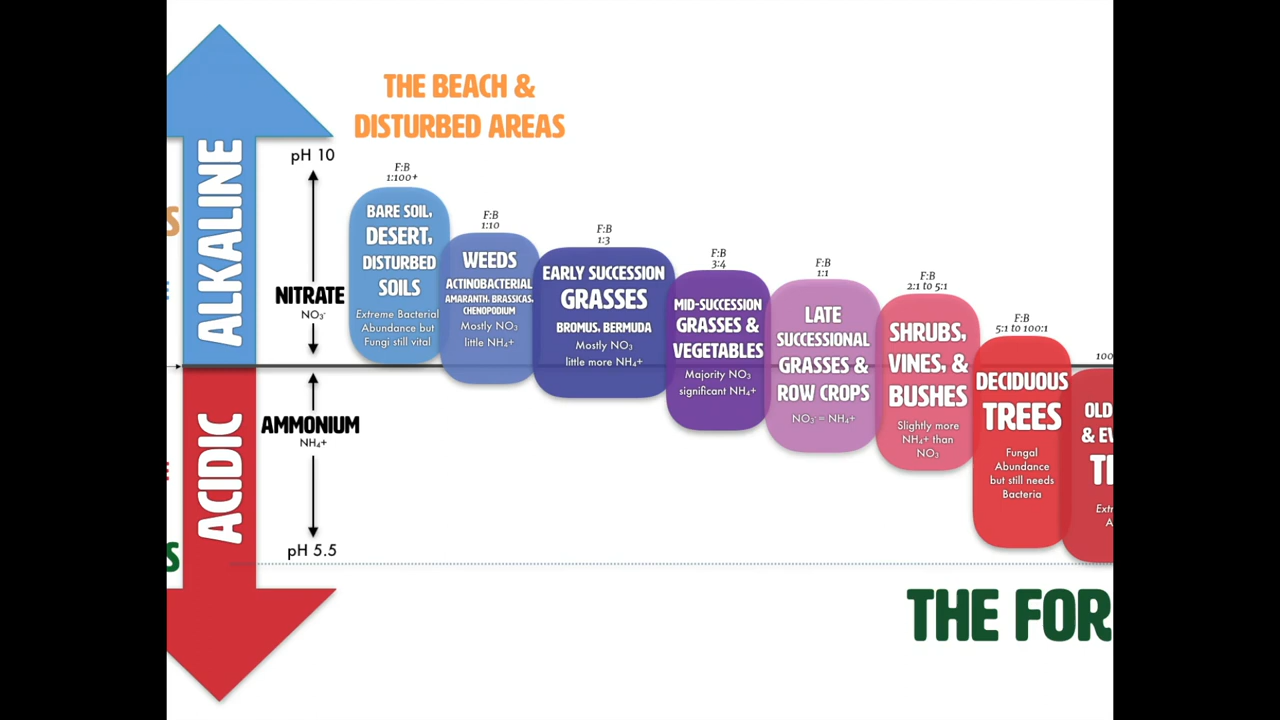 THE BEACH &
DISTURBED AREAS
ALKALINE
ACIDIC
pH 10
NITRATE
NO₃⁻
AMMONIUM
NH₄+
pH 5.5
F:B
1:100+
BARE SOIL,
DESERT,
DISTURBED
SOILS
Extreme Bacterial
Abundance but
Fungi still vital
F:B
1:10
WEEDS
ACTINOBACTERIAL
AMARANTH, BRASSICAS,
CHENOPODIUM
Mostly NO₃
little NH₄+
F:B
1:3
EARLY SUCCESSION
GRASSES
BROMUS, BERMUDA
Mostly NO₃
little more NH₄+
F:B
3:4
MID-SUCCESSION
GRASSES &
VEGETABLES
Majority NO₃
significant NH₄+
F:B
1:1
LATE
SUCCESSIONAL
GRASSES &
ROW CROPS
NO₃⁻ = NH₄+
F:B
2:1 to 5:1
SHRUBS,
VINES, &
BUSHES
Slightly more
NH₄+ than
NO₃
F:B
5:1 to 100:1
DECIDUOUS
TREES
Fungal
Abundance
but still needs
Bacteria
100
OLD
& E
T
Extr
A
THE FOR
S
S